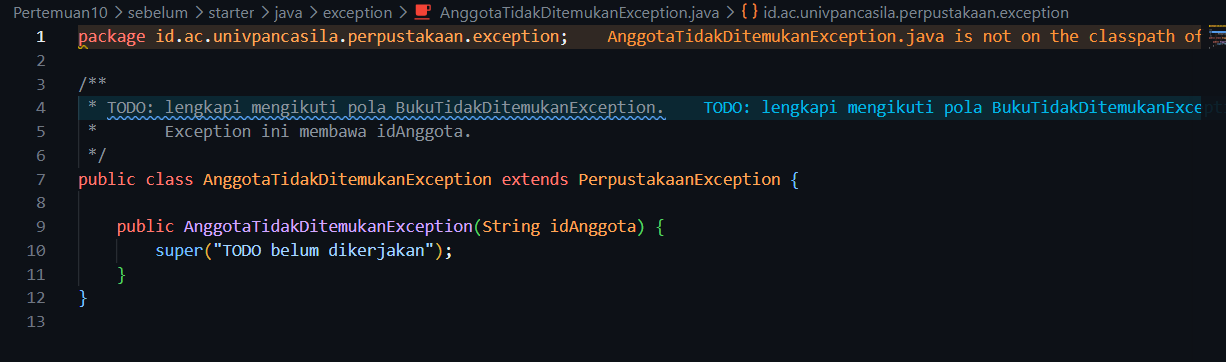 Pertemuan10 > sebelum > starter > java > exception > AnggotaTidakDitemukanException.java > {} id.ac.univpancasila.perpustakaan.exception
1 package id.ac.univpancasila.perpustakaan.exception; AnggotaTidakDitemukanException.java is not on the classpath of
2
3 /**
4 * TODO: lengkapi mengikuti pola BukuTidakDitemukanException. TODO: lengkapi mengikuti pola BukuTidakDitemukanExce
5 * Exception ini membawa idAnggota.
6 */
7 public class AnggotaTidakDitemukanException extends PerpustakaanException {
8
9 public AnggotaTidakDitemukanException(String idAnggota) {
10 super("TODO belum dikerjakan");
11 }
12 }
13